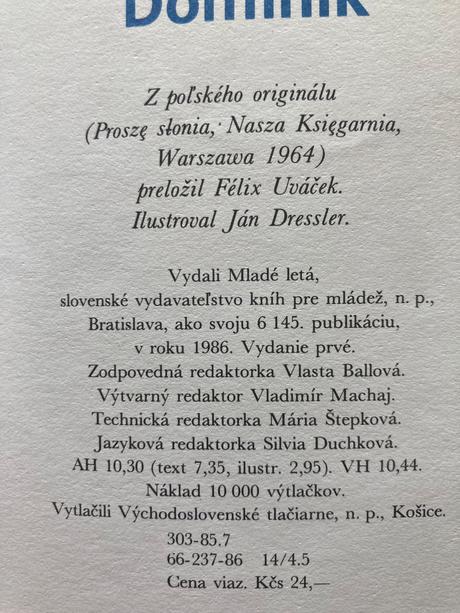 Dominik
Z poľského originálu
(Proszę słonia, Nasza Księgarnia,
Warszawa 1964)
preložil Félix Uváček.
Ilustroval Ján Dressler.
Vydali Mladé letá,
slovenské vydavateľstvo kníh pre mládež, n. p.,
Bratislava, ako svoju 6 145. publikáciu,
v roku 1986. Vydanie prvé.
Zodpovedná redaktorka Vlasta Ballová.
Výtvarný redaktor Vladimír Machaj.
Technická redaktorka Mária Štepková.
Jazyková redaktorka Silvia Duchková.
AH 10,30 (text 7,35, ilustr. 2,95). VH 10,44.
Náklad 10 000 výtlačkov.
Vytlačili Východoslovenské tlačiarne, n. p., Košice.
303-85.7
66-237-86 14/4.5
Cena viaz. Kčs 24,—